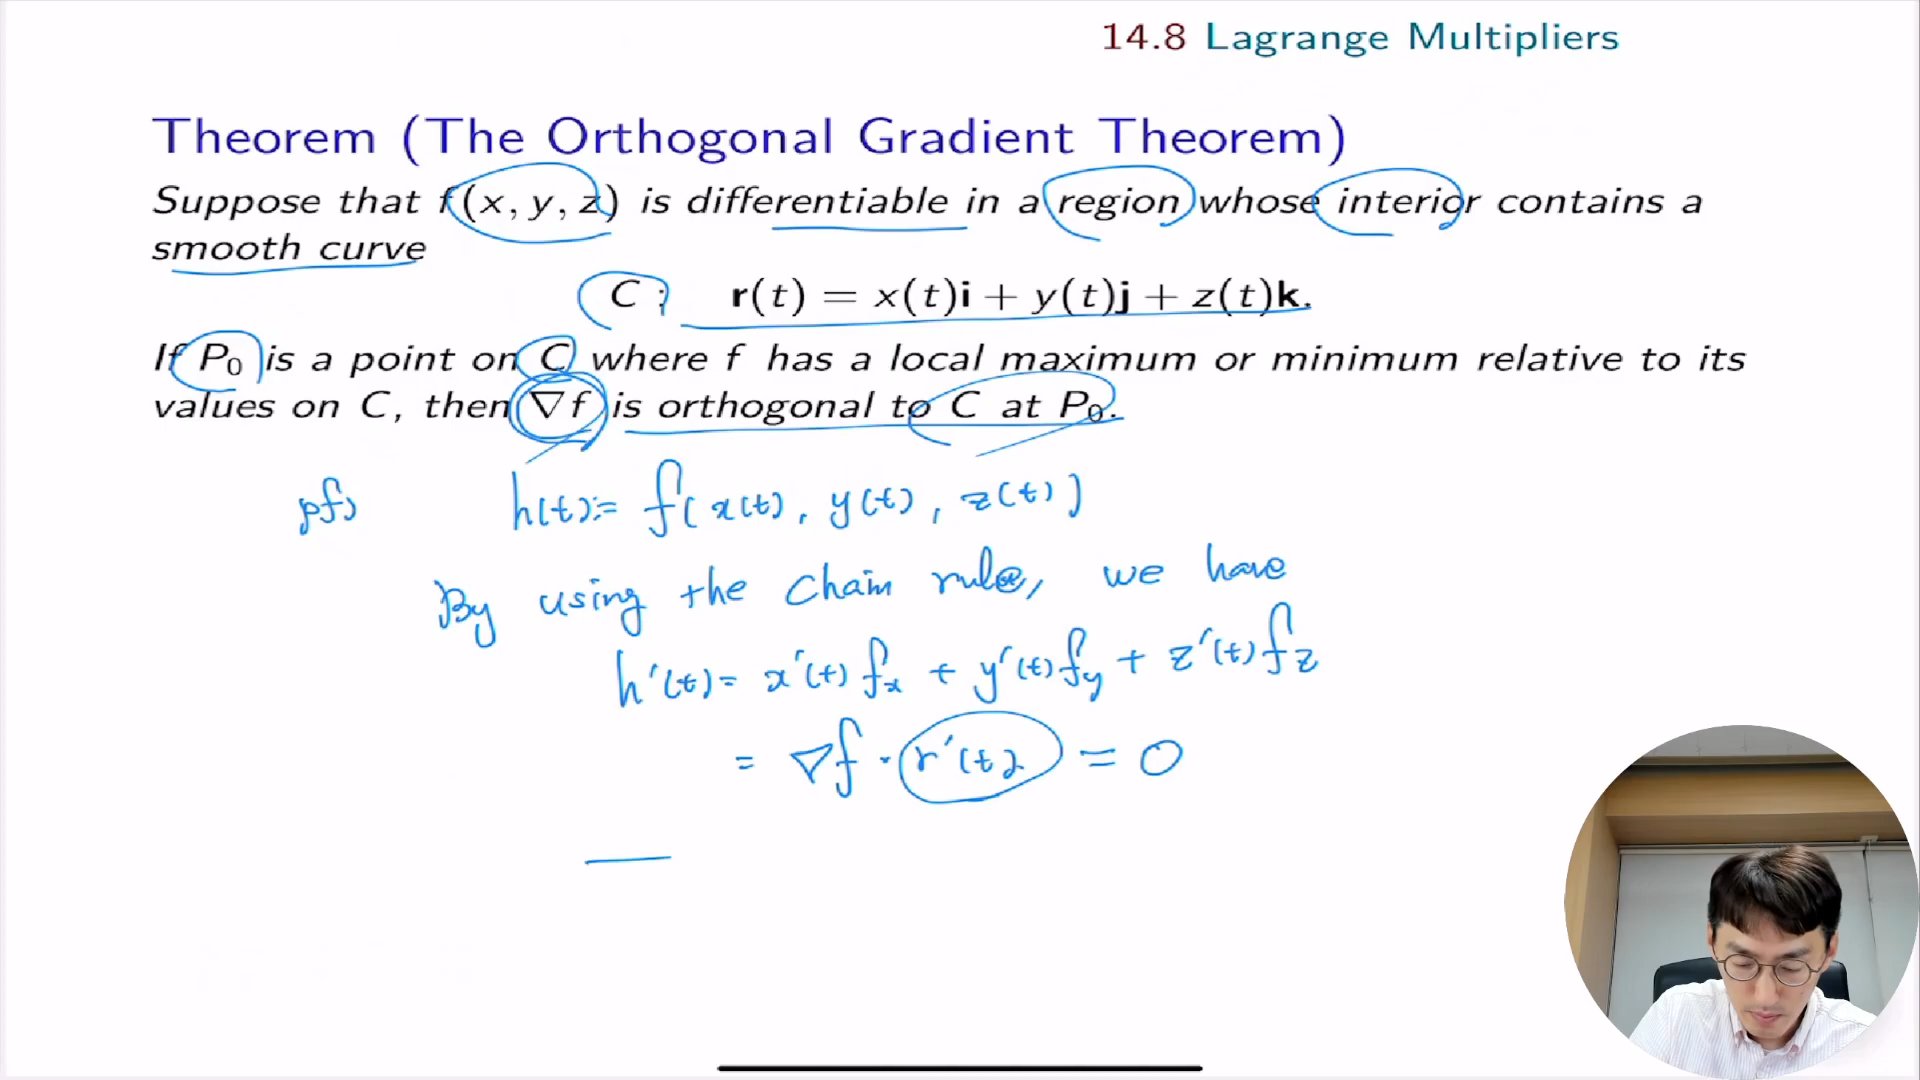 14.8 Lagrange Multipliers
Theorem (The Orthogonal Gradient Theorem)
Suppose that f(x, y, z) is differentiable in a region whose interior contains a
smooth curve
C : r(t) = x(t)i + y(t)j + z(t)k.
If P₀ is a point on C where f has a local maximum or minimum relative to its
values on C, then ∇f is orthogonal to C at P₀.
pf) h(t):= f(x(t), y(t), z(t))
By using the Chain rule, we have
h'(t)= x'(t)fx + y'(t)fy + z'(t)fz
= ∇f · r'(t) = 0